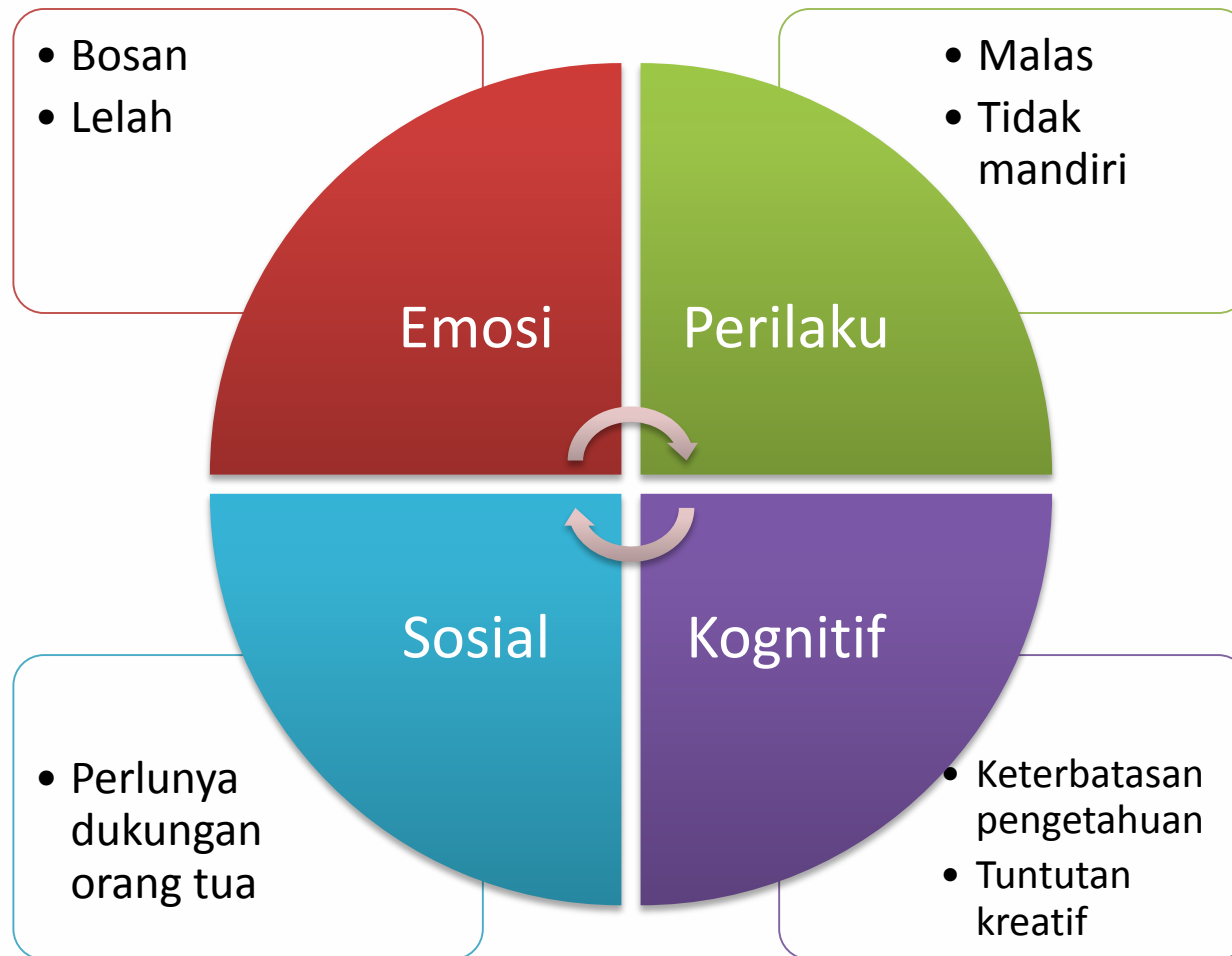 • Bosan
• Lelah
• Malas
• Tidak
mandiri
Emosi
Perilaku
Sosial
Kognitif
• Perlunya
dukungan
orang tua
• Keterbatasan
pengetahuan
• Tuntutan
kreatif